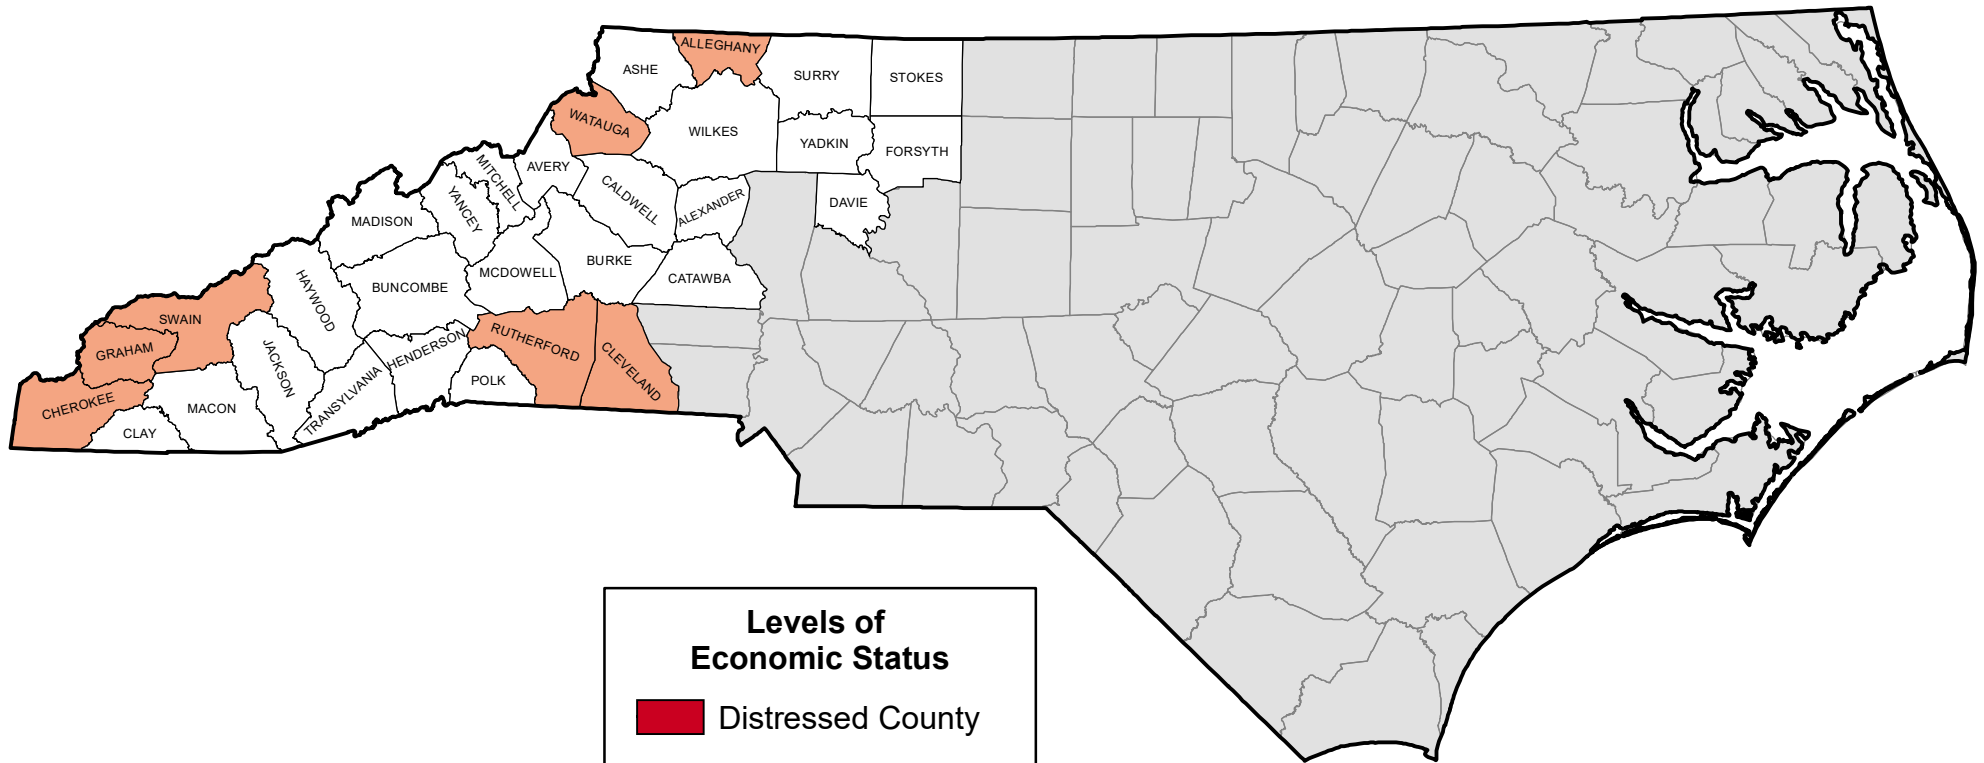 ALLEGHANY
ASHE
SURRY
STOKES
WATAUGA
WILKES
YADKIN
FORSYTH
MITCHELL
AVERY
CALDWELL
ALEXANDER
DAVIE
YANCEY
MADISON
MCDOWELL
BURKE
CATAWBA
HAYWOOD
BUNCOMBE
SWAIN
GRAHAM
JACKSON
HENDERSON
RUTHERFORD
CLEVELAND
POLK
TRANSYLVANIA
CHEROKEE
MACON
CLAY
Levels of
Economic Status
Distressed County